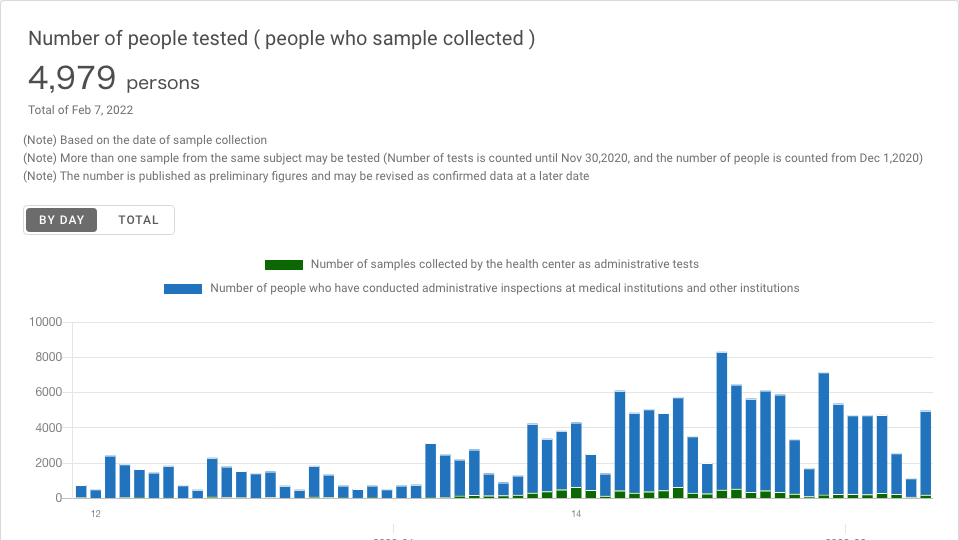 Number of people tested ( people who sample collected )
4,979 persons
Total of Feb 7, 2022
(Note) Based on the date of sample collection
(Note) More than one sample from the same subject may be tested (Number of tests is counted until Nov 30,2020, and the number of people is counted from Dec 1,2020)
(Note) The number is published as preliminary figures and may be revised as confirmed data at a later date
BY DAY TOTAL
Number of samples collected by the health center as administrative tests
Number of people who have conducted administrative inspections at medical institutions and other institutions
10000
8000
6000
4000
2000
0
12 14